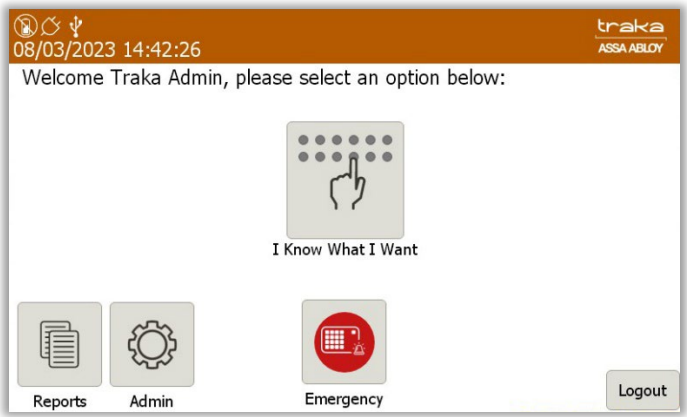 traka
08/03/2023 14:42:26
ASSA ABLOY
Welcome Traka Admin, please select an option below:
I Know What I Want
Reports
Admin
Emergency
Logout